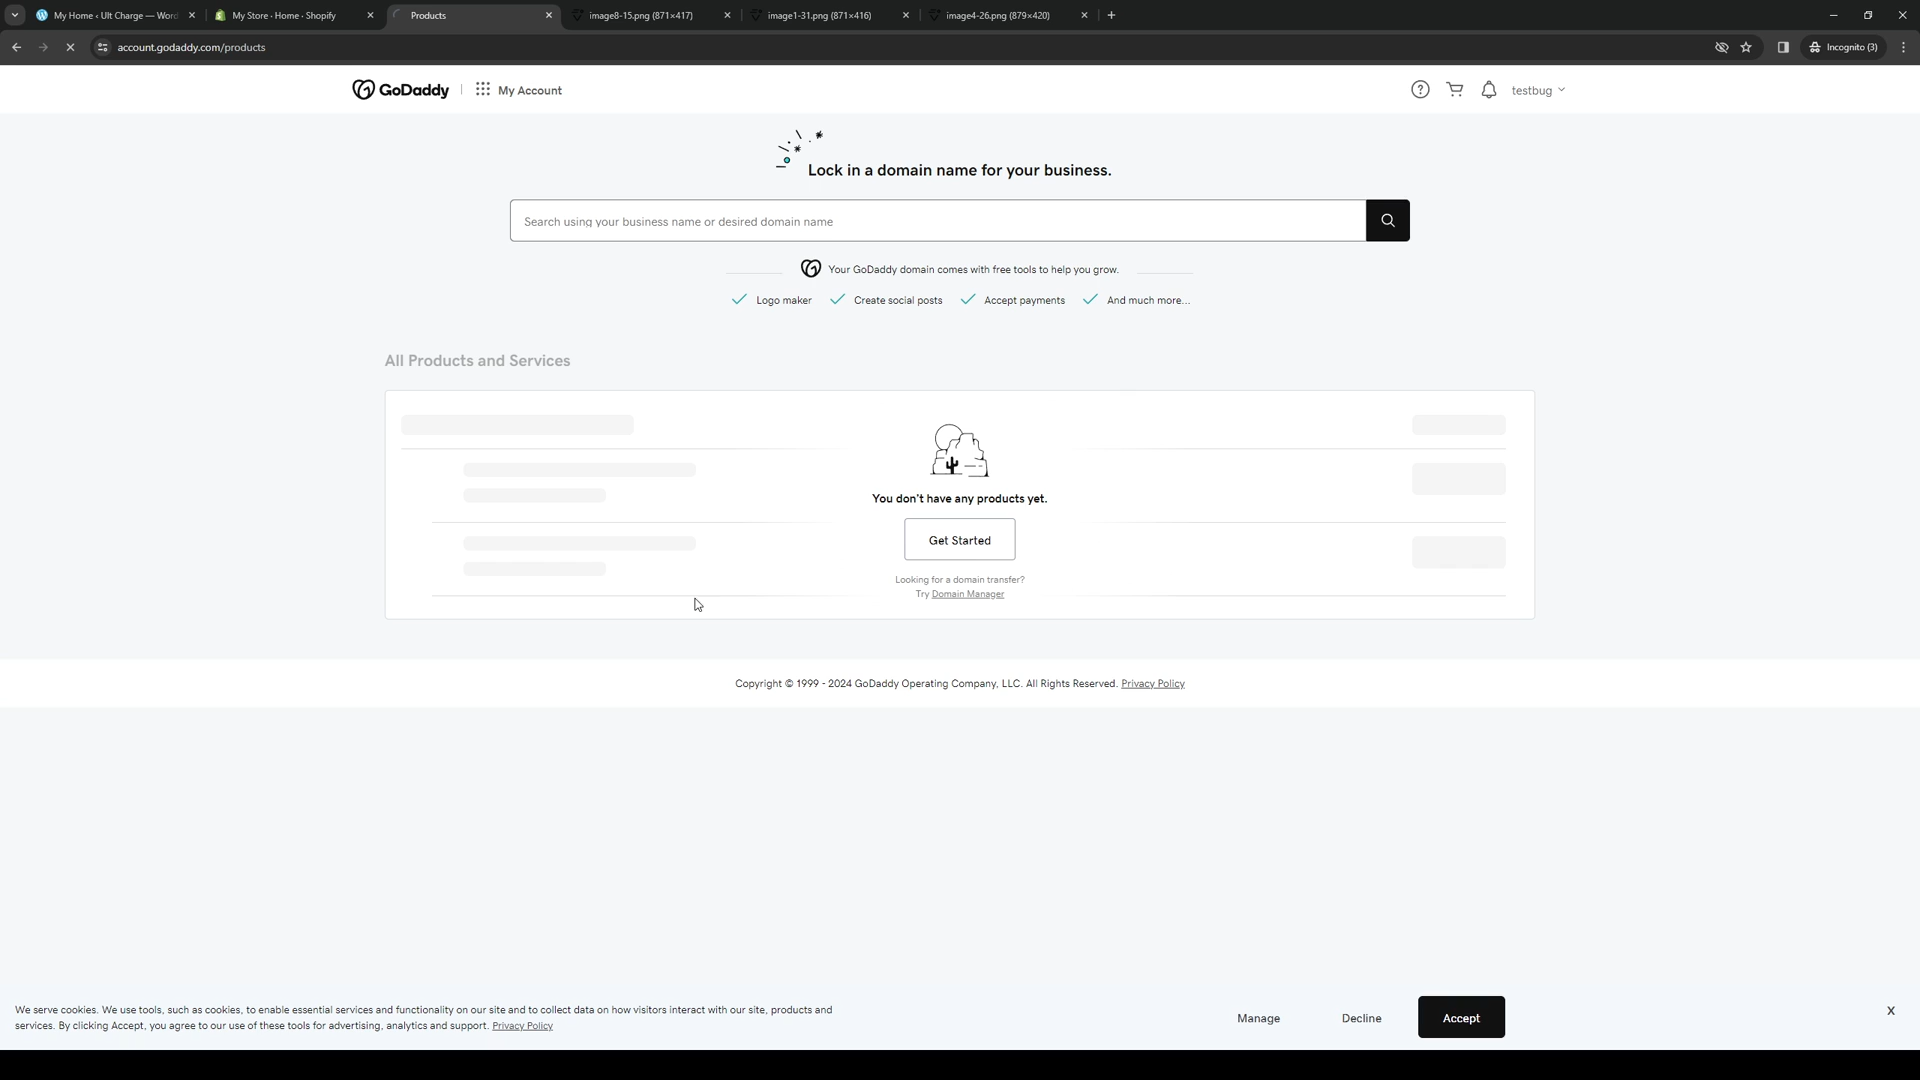 My Home ‹ Ult Charge — Word
My Store · Home · Shopify
Products
image8-15.png (871×417)
image1-31.png (871×416)
image4-26.png (879×420)
account.godaddy.com/products
Incognito (3)
GoDaddy
My Account
testbug
Lock in a domain name for your business.
Search using your business name or desired domain name
Your GoDaddy domain comes with free tools to help you grow.
Logo maker
Create social posts
Accept payments
And much more...
All Products and Services
You don't have any products yet.
Get Started
Looking for a domain transfer?
Try Domain Manager
Copyright © 1999 - 2024 GoDaddy Operating Company, LLC. All Rights Reserved. Privacy Policy
We serve cookies. We use tools, such as cookies, to enable essential services and functionality on our site and to collect data on how visitors interact with our site, products and
services. By clicking Accept, you agree to our use of these tools for advertising, analytics and support. Privacy Policy
Manage
Decline
Accept
X